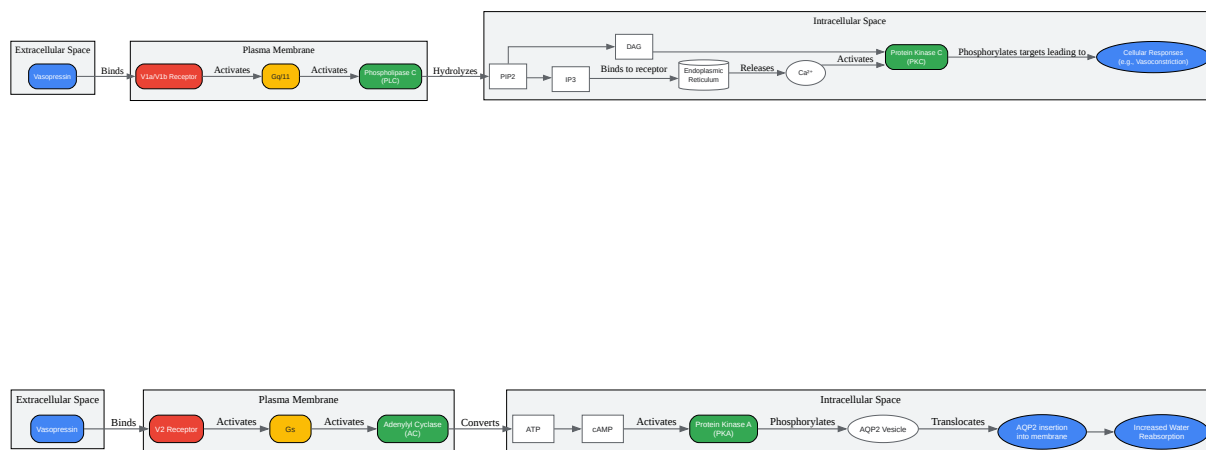 Extracellular Space
Vasopressin
Binds
Plasma Membrane
V1a/V1b Receptor
Activates
Gq/11
Activates
Phospholipase C
(PLC)
Hydrolyzes
Intracellular Space
PIP2
DAG
IP3
Binds to receptor
Endoplasmic
Reticulum
Releases
Ca²⁺
Activates
Protein Kinase C
(PKC)
Phosphorylates targets leading to
Cellular Responses
(e.g., Vasoconstriction)
Extracellular Space
Vasopressin
Binds
Plasma Membrane
V2 Receptor
Activates
Gs
Activates
Adenylyl Cyclase
(AC)
Converts
Intracellular Space
ATP
cAMP
Activates
Protein Kinase A
(PKA)
Phosphorylates
AQP2 Vesicle
Translocates
AQP2 insertion
into membrane
Increased Water
Reabsorption